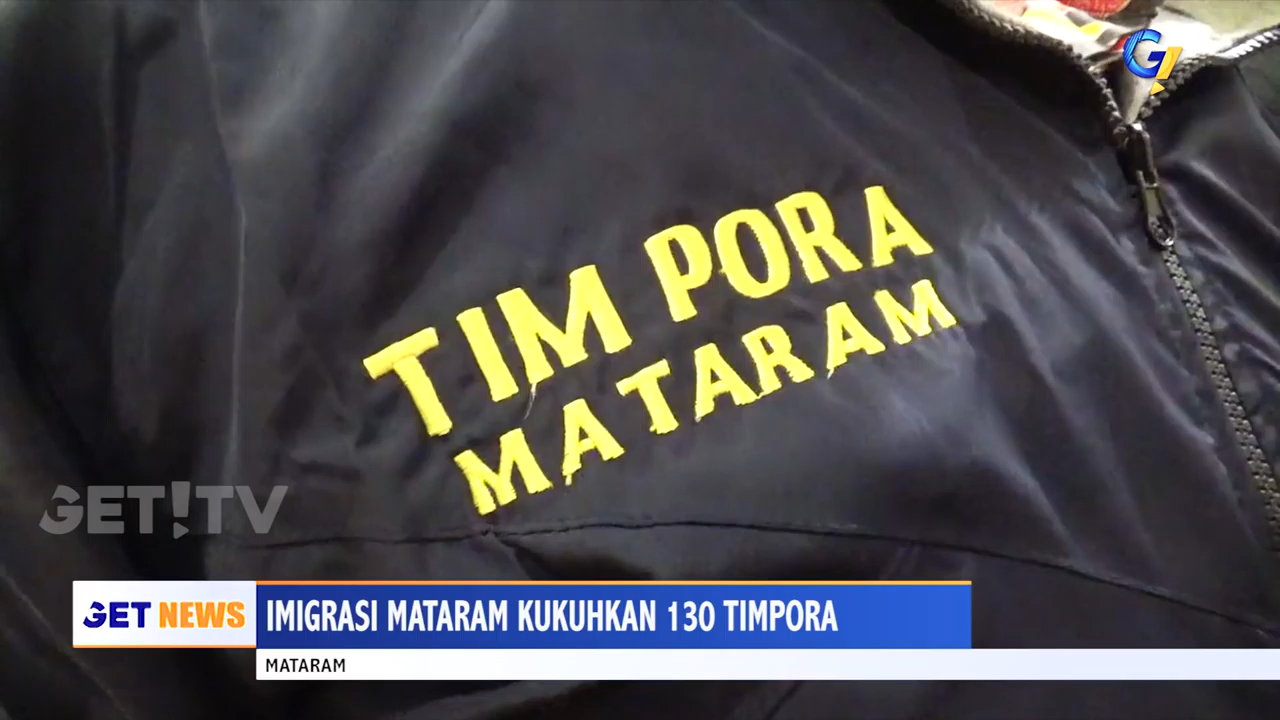 TIM PORA
MATARAM
GET!TV
GET NEWS
IMIGRASI MATARAM KUKUHKAN 130 TIMPORA
MATARAM